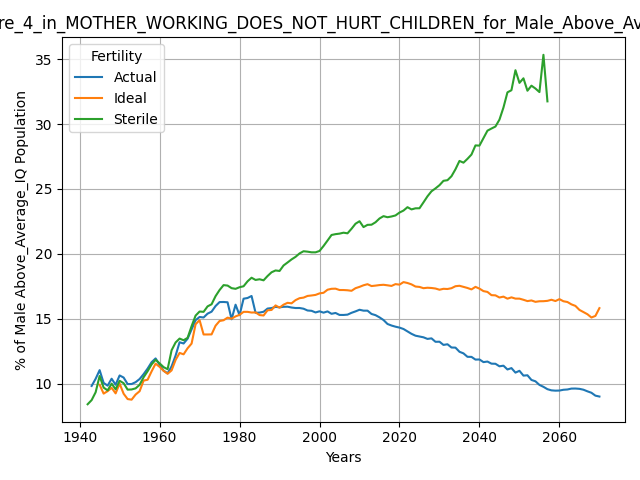 re_4_in_MOTHER_WORKING_DOES_NOT_HURT_CHILDREN_for_Male_Above_Av
Fertility
Actual
Ideal
Sterile
% of Male Above_Average_IQ Population
35
30
25
20
15
10
1940 1960 1980 2000 2020 2040 2060
Years